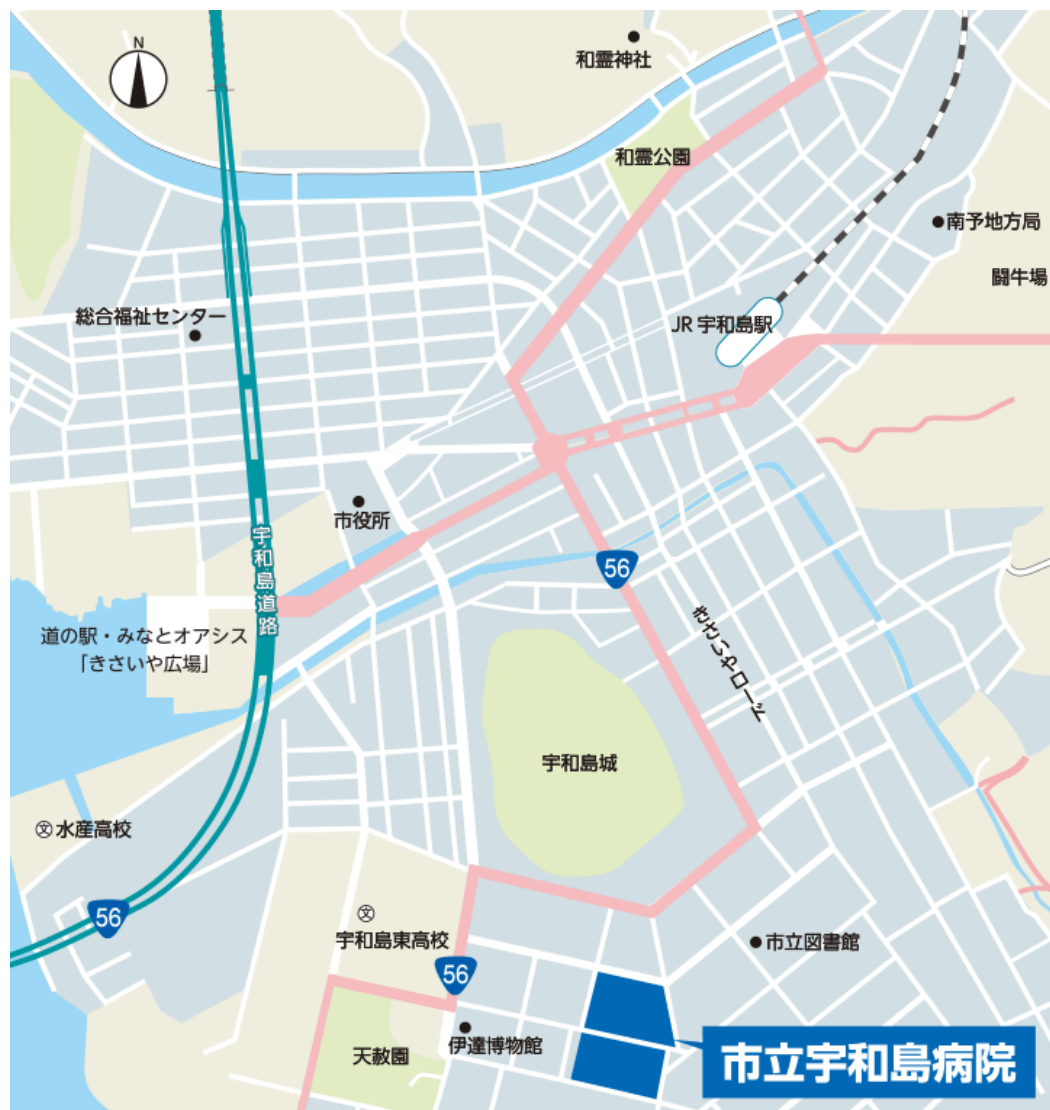 N
和霊神社
和霊公園
南予地方局
闘牛場
総合福祉センター
JR 宇和島駅
市役所
宇和島道路
56
道の駅・みなとオアシス
「きさいや広場」
きさいやロード
宇和島城
文 水産高校
56
文
宇和島東高校
56
市立図書館
伊達博物館
天赦園
市立宇和島病院